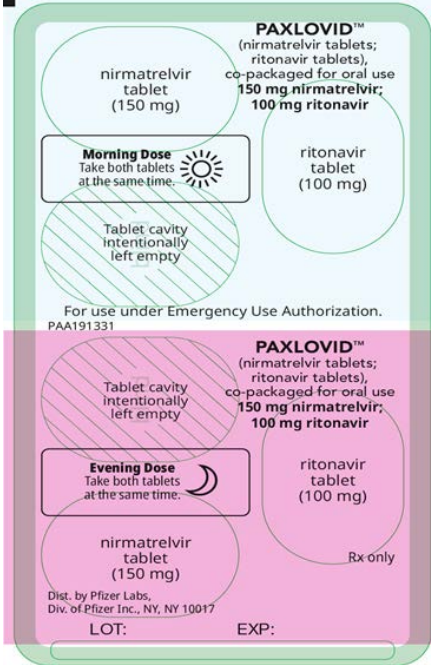 PAXLOVID™
(nirmatrelvir tablets;
ritonavir tablets),
co-packaged for oral use
150 mg nirmatrelvir;
100 mg ritonavir
nirmatrelvir
tablet
(150 mg)
Morning Dose
Take both tablets
at the same time.
ritonavir
tablet
(100 mg)
Tablet cavity
intentionally
left empty
For use under Emergency Use Authorization.
PAA191331
PAXLOVID™
(nirmatrelvir tablets;
ritonavir tablets),
co-packaged for oral use
150 mg nirmatrelvir;
100 mg ritonavir
Tablet cavity
intentionally
left empty
Evening Dose
Take both tablets
at the same time.
ritonavir
tablet
(100 mg)
nirmatrelvir
tablet
(150 mg)
Rx only
Dist. by Pfizer Labs,
Div. of Pfizer Inc., NY, NY 10017
LOT: EXP: